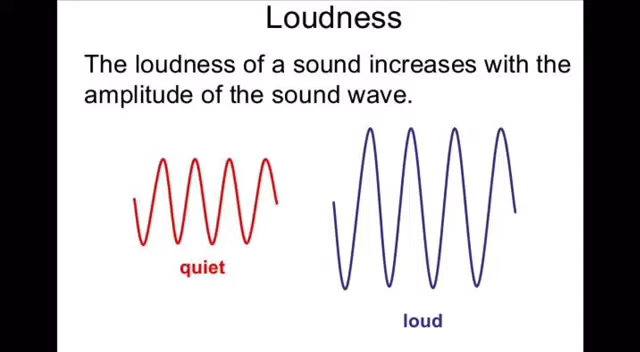 Loudness
The loudness of a sound increases with the
amplitude of the sound wave.
quiet
loud